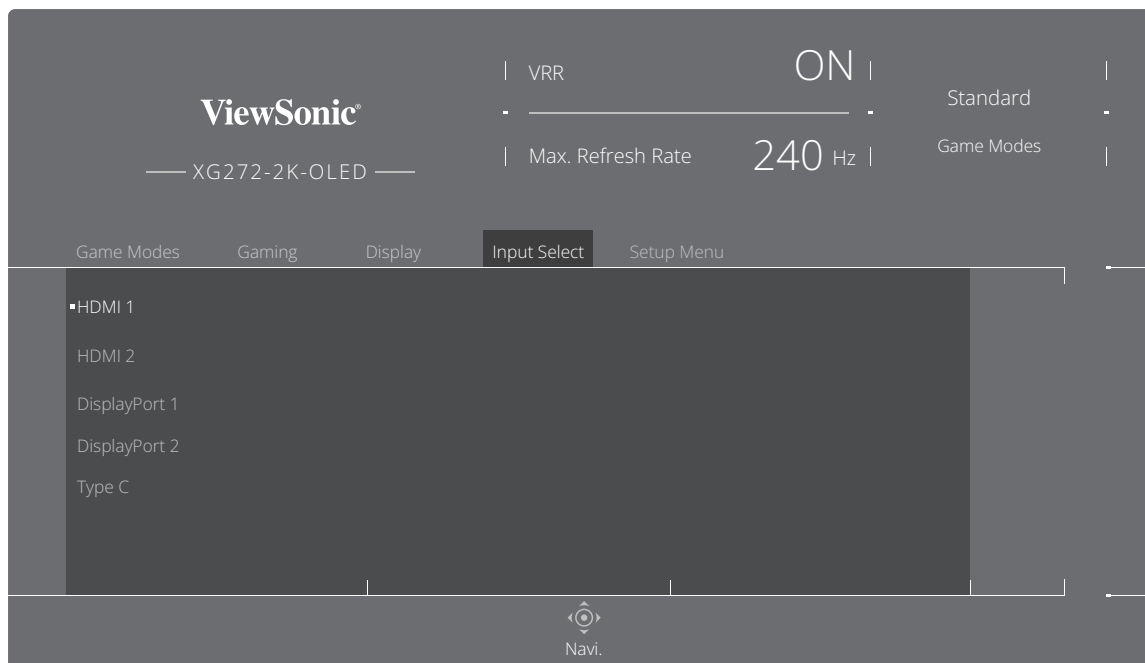 ViewSonic®
XG272-2K-OLED
VRR ON
Max. Refresh Rate 240 Hz
Standard
Game Modes
Game Modes Gaming Display Input Select Setup Menu
HDMI 1
HDMI 2
DisplayPort 1
DisplayPort 2
Type C
Navi.